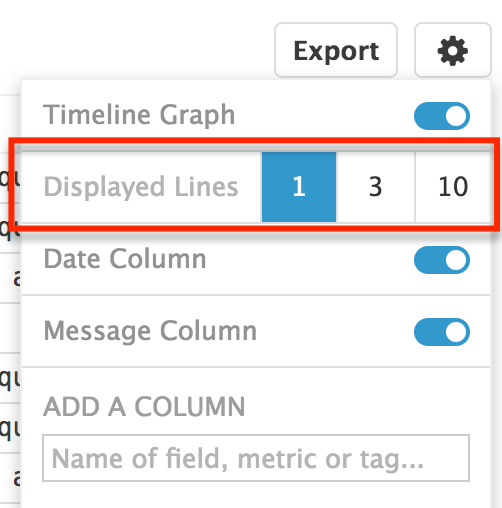 Export
Timeline Graph
Displayed Lines 1 3 10
Date Column
Message Column
ADD A COLUMN
Name of field, metric or tag...